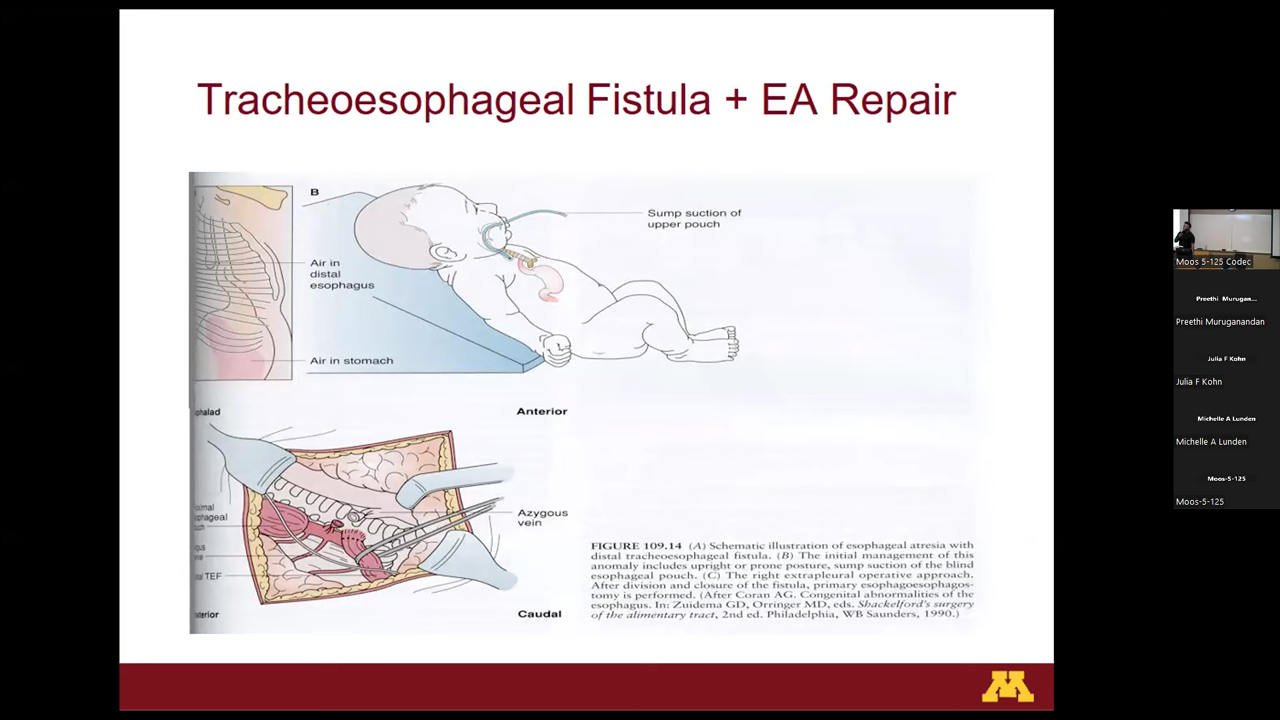 Tracheoesophageal Fistula + EA Repair
B
Sump suction of
upper pouch
Air in
distal
esophagus
Air in stomach
Anterior
Azygous
vein
TEF
Caudal
FIGURE 109.14 (A) Schematic illustration of esophageal atresia with
distal tracheoesophageal fistula. (B) The initial management of this
anomaly includes upright or prone posture, sump suction of the blind
esophageal pouch. (C) The right extrapleural operative approach.
After division and closure of the fistula, primary esophagoesophagos-
tomy is performed. (After Coran AG. Congenital abnormalities of the
esophagus. In: Zuidema GD, Orringer MD, eds. Shackelford's surgery
of the alimentary tract, 2nd ed. Philadelphia, WB Saunders, 1990.)
M
Moos 5-125 Codec
Preethi Murugan...
Preethi Muruganandan
Julia F Kohn
Julia F Kohn
Michelle A Lunden
Michelle A Lunden
Moos-5-125
Moos-5-125